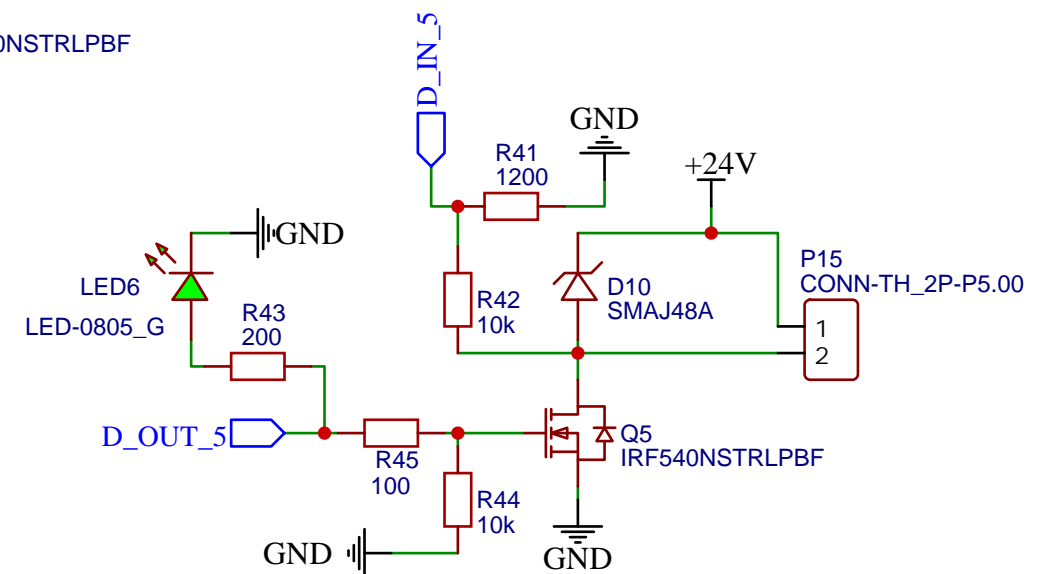 0NSTRLPBF
D_IN_5
GND
R41
1200
+24V
GND
P15
CONN-TH_2P-P5.00
LED6
LED-0805_G
R42
10k
D10
SMAJ48A
R43
200
1
2
D_OUT_5
R45
100
Q5
IRF540NSTRLPBF
R44
10k
GND
GND